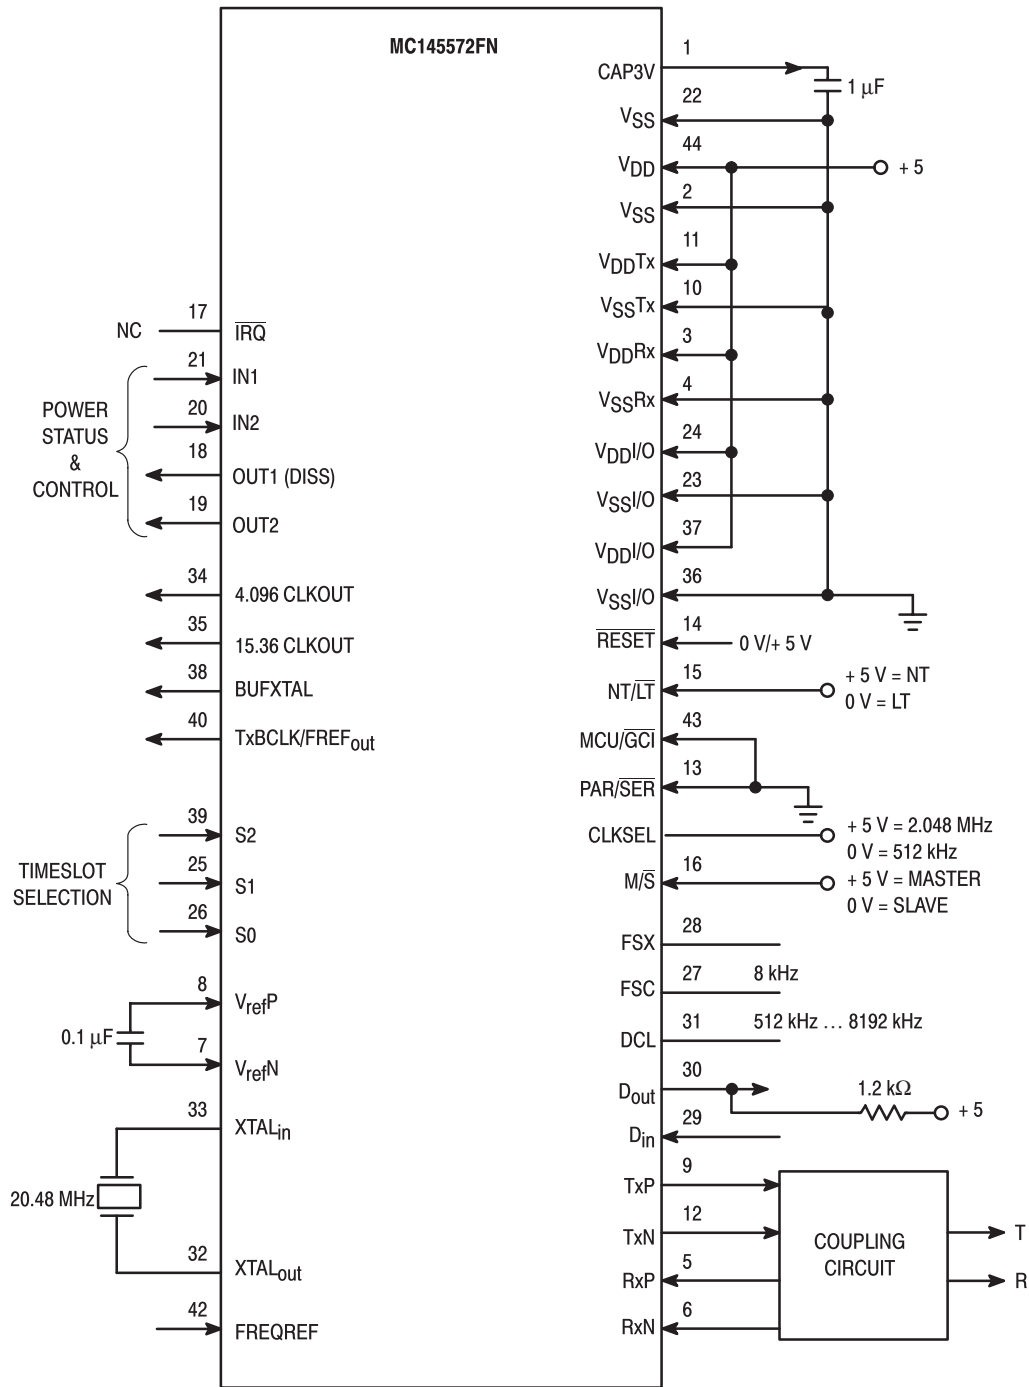 MC145572FN
NC
17
IRQ
POWER
STATUS
&
CONTROL
21
IN1
20
IN2
18
OUT1 (DISS)
19
OUT2
34
4.096 CLKOUT
35
15.36 CLKOUT
38
BUFXTAL
40
TxBCLK/FREFout
TIMESLOT
SELECTION
39
S2
25
S1
26
S0
0.1 μF
8
VrefP
7
VrefN
20.48 MHz
33
XTALin
32
XTALout
42
FREQREF
CAP3V
1
1 μF
VSS
22
VDD
44
+ 5
VSS
2
VDDTx
11
VSSTx
10
VDDRx
3
VSSRx
4
VDDI/O
24
VSSI/O
23
VDDI/O
37
VSSI/O
36
RESET
14
0 V/+ 5 V
NT/LT
15
+ 5 V = NT
0 V = LT
MCU/GCI
43
PAR/SER
13
CLKSEL
+ 5 V = 2.048 MHz
0 V = 512 kHz
M/S
16
+ 5 V = MASTER
0 V = SLAVE
FSX
28
FSC
27
8 kHz
DCL
31
512 kHz … 8192 kHz
Dout
30
1.2 kΩ
+ 5
Din
29
TxP
9
TxN
12
RxP
5
RxN
6
COUPLING
CIRCUIT
T
R